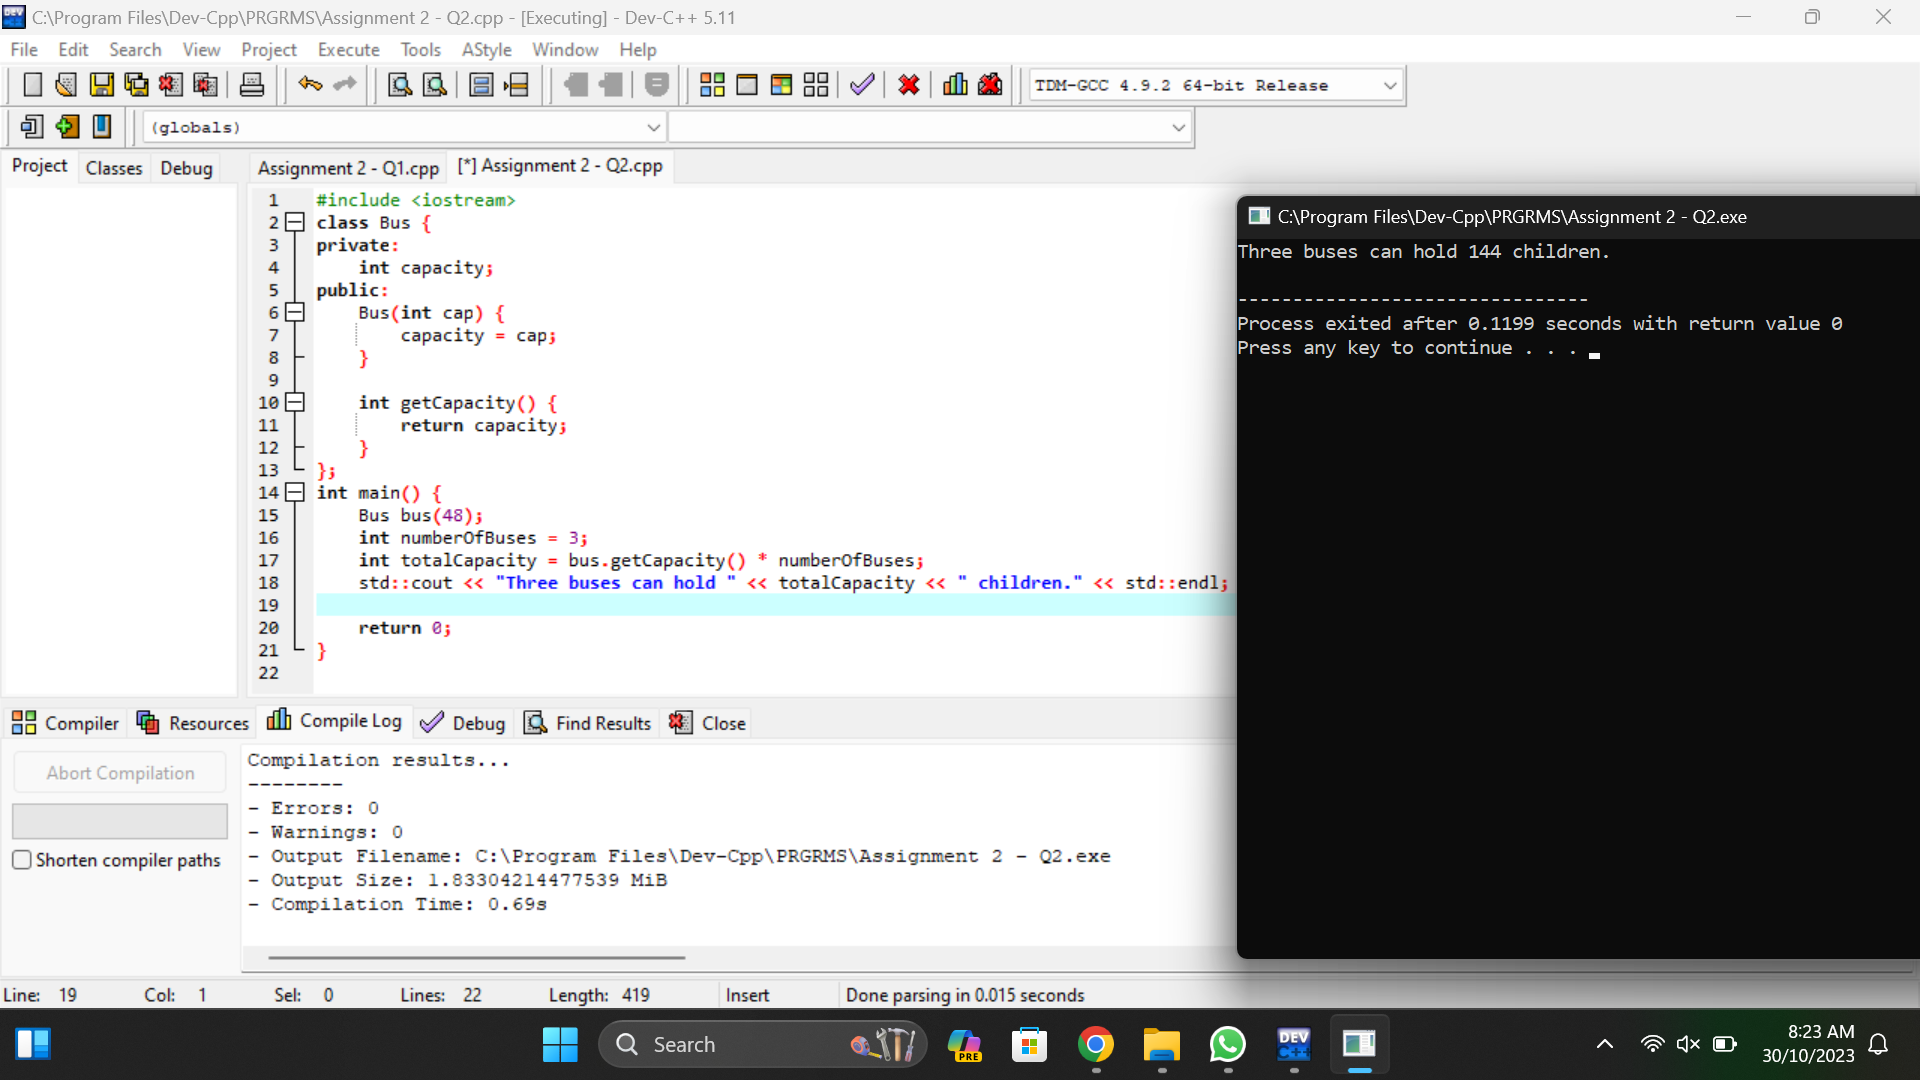 C:\Program Files\Dev-Cpp\PRGRMS\Assignment 2 - Q2.cpp - [Executing] - Dev-C++ 5.11
File Edit Search View Project Execute Tools AStyle Window Help
TDM-GCC 4.9.2 64-bit Release
(globals)
Project Classes Debug
Assignment 2 - Q1.cpp [*] Assignment 2 - Q2.cpp
1 #include <iostream>
2 class Bus {
3 private:
4 int capacity;
5 public:
6 Bus(int cap) {
7 capacity = cap;
8 }
9
10 int getCapacity() {
11 return capacity;
12 }
13 };
14 int main() {
15 Bus bus(48);
16 int numberOfBuses = 3;
17 int totalCapacity = bus.getCapacity() * numberOfBuses;
18 std::cout << "Three buses can hold " << totalCapacity << " children." << std::endl;
19
20 return 0;
21 }
22
C:\Program Files\Dev-Cpp\PRGRMS\Assignment 2 - Q2.exe
Three buses can hold 144 children.
--------------------------------
Process exited after 0.1199 seconds with return value 0
Press any key to continue . . .
Compiler Resources Compile Log Debug Find Results Close
Abort Compilation
Shorten compiler paths
Compilation results...
--------
- Errors: 0
- Warnings: 0
- Output Filename: C:\Program Files\Dev-Cpp\PRGRMS\Assignment 2 - Q2.exe
- Output Size: 1.83304214477539 MiB
- Compilation Time: 0.69s
Line: 19 Col: 1 Sel: 0 Lines: 22 Length: 419 Insert Done parsing in 0.015 seconds
Search
PRE
DEV
C++
8:23 AM
30/10/2023